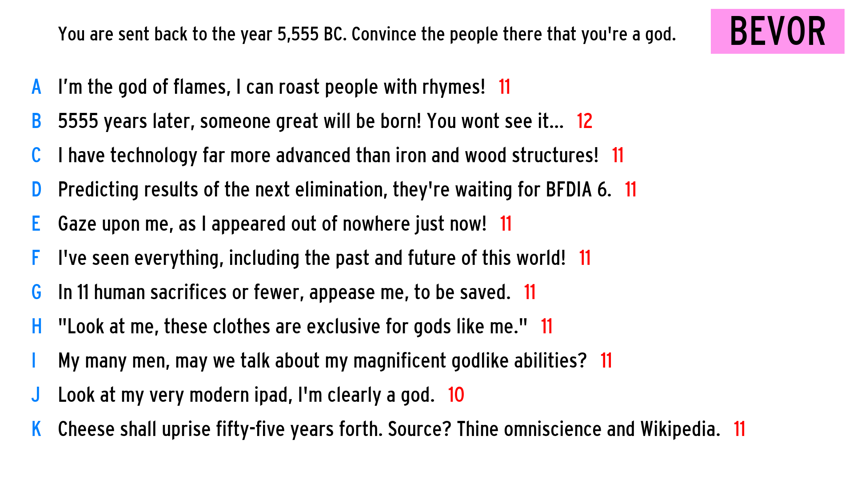 You are sent back to the year 5,555 BC. Convince the people there that you're a god.
BEVOR
A I'm the god of flames, I can roast people with rhymes! 11
B 5555 years later, someone great will be born! You wont see it... 12
C I have technology far more advanced than iron and wood structures! 11
D Predicting results of the next elimination, they're waiting for BFDIA 6. 11
E Gaze upon me, as I appeared out of nowhere just now! 11
F I've seen everything, including the past and future of this world! 11
G In 11 human sacrifices or fewer, appease me, to be saved. 11
H "Look at me, these clothes are exclusive for gods like me." 11
I My many men, may we talk about my magnificent godlike abilities? 11
J Look at my very modern ipad, I'm clearly a god. 10
K Cheese shall uprise fifty-five years forth. Source? Thine omniscience and Wikipedia. 11